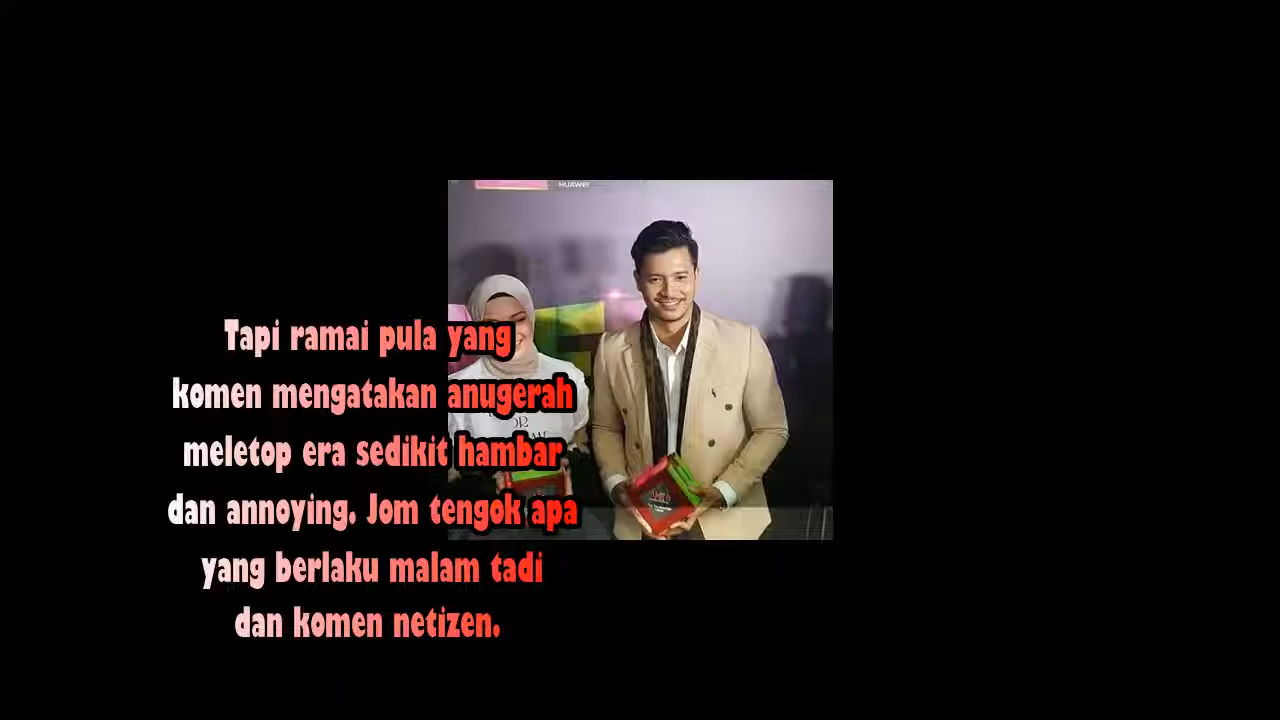 HUAWEI
Tapi ramai pula yang
komen mengatakan anugerah
meletop era sedikit hambar
dan annoying. Jom tengok apa
yang berlaku malam tadi
dan komen netizen.